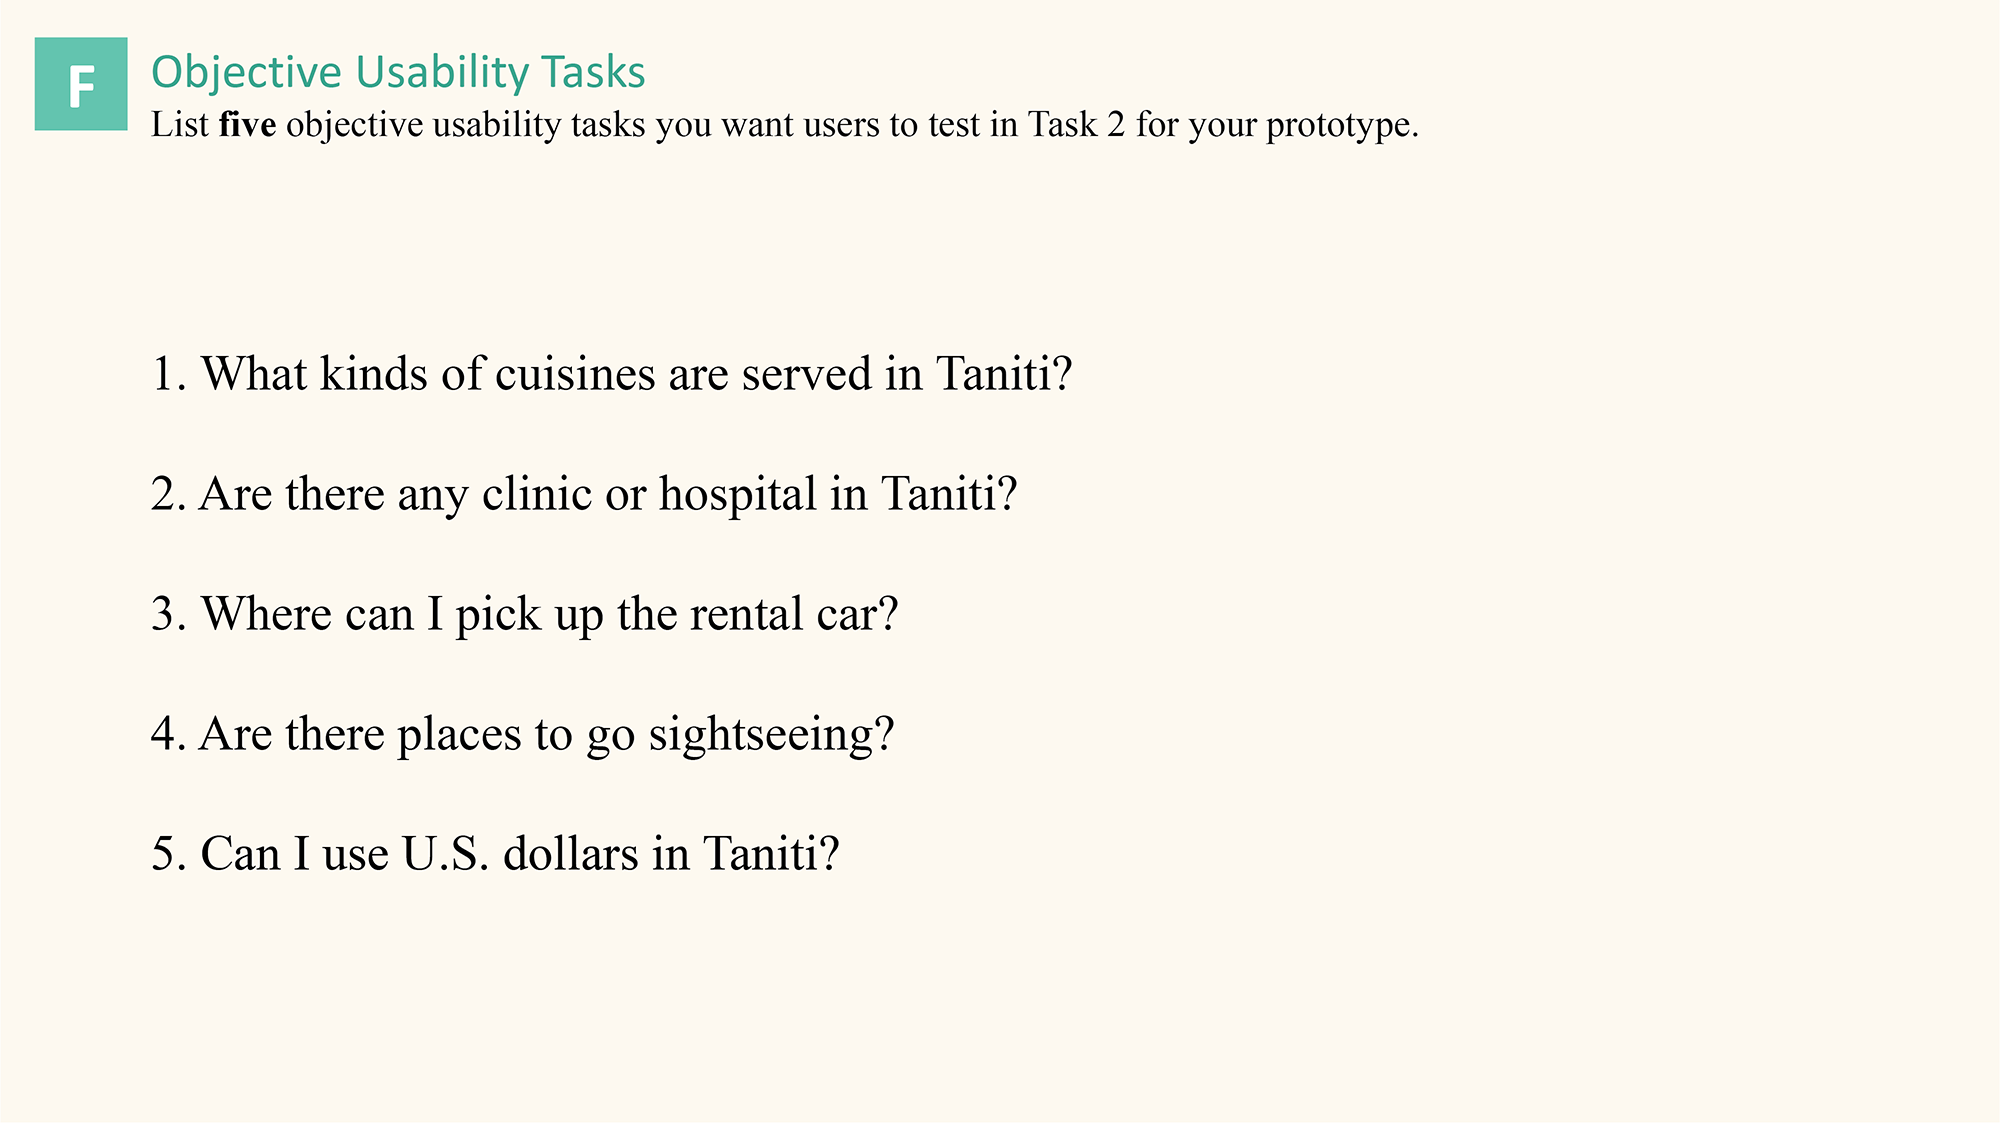 F
Objective Usability Tasks
List five objective usability tasks you want users to test in Task 2 for your prototype.
1. What kinds of cuisines are served in Taniti?
2. Are there any clinic or hospital in Taniti?
3. Where can I pick up the rental car?
4. Are there places to go sightseeing?
5. Can I use U.S. dollars in Taniti?